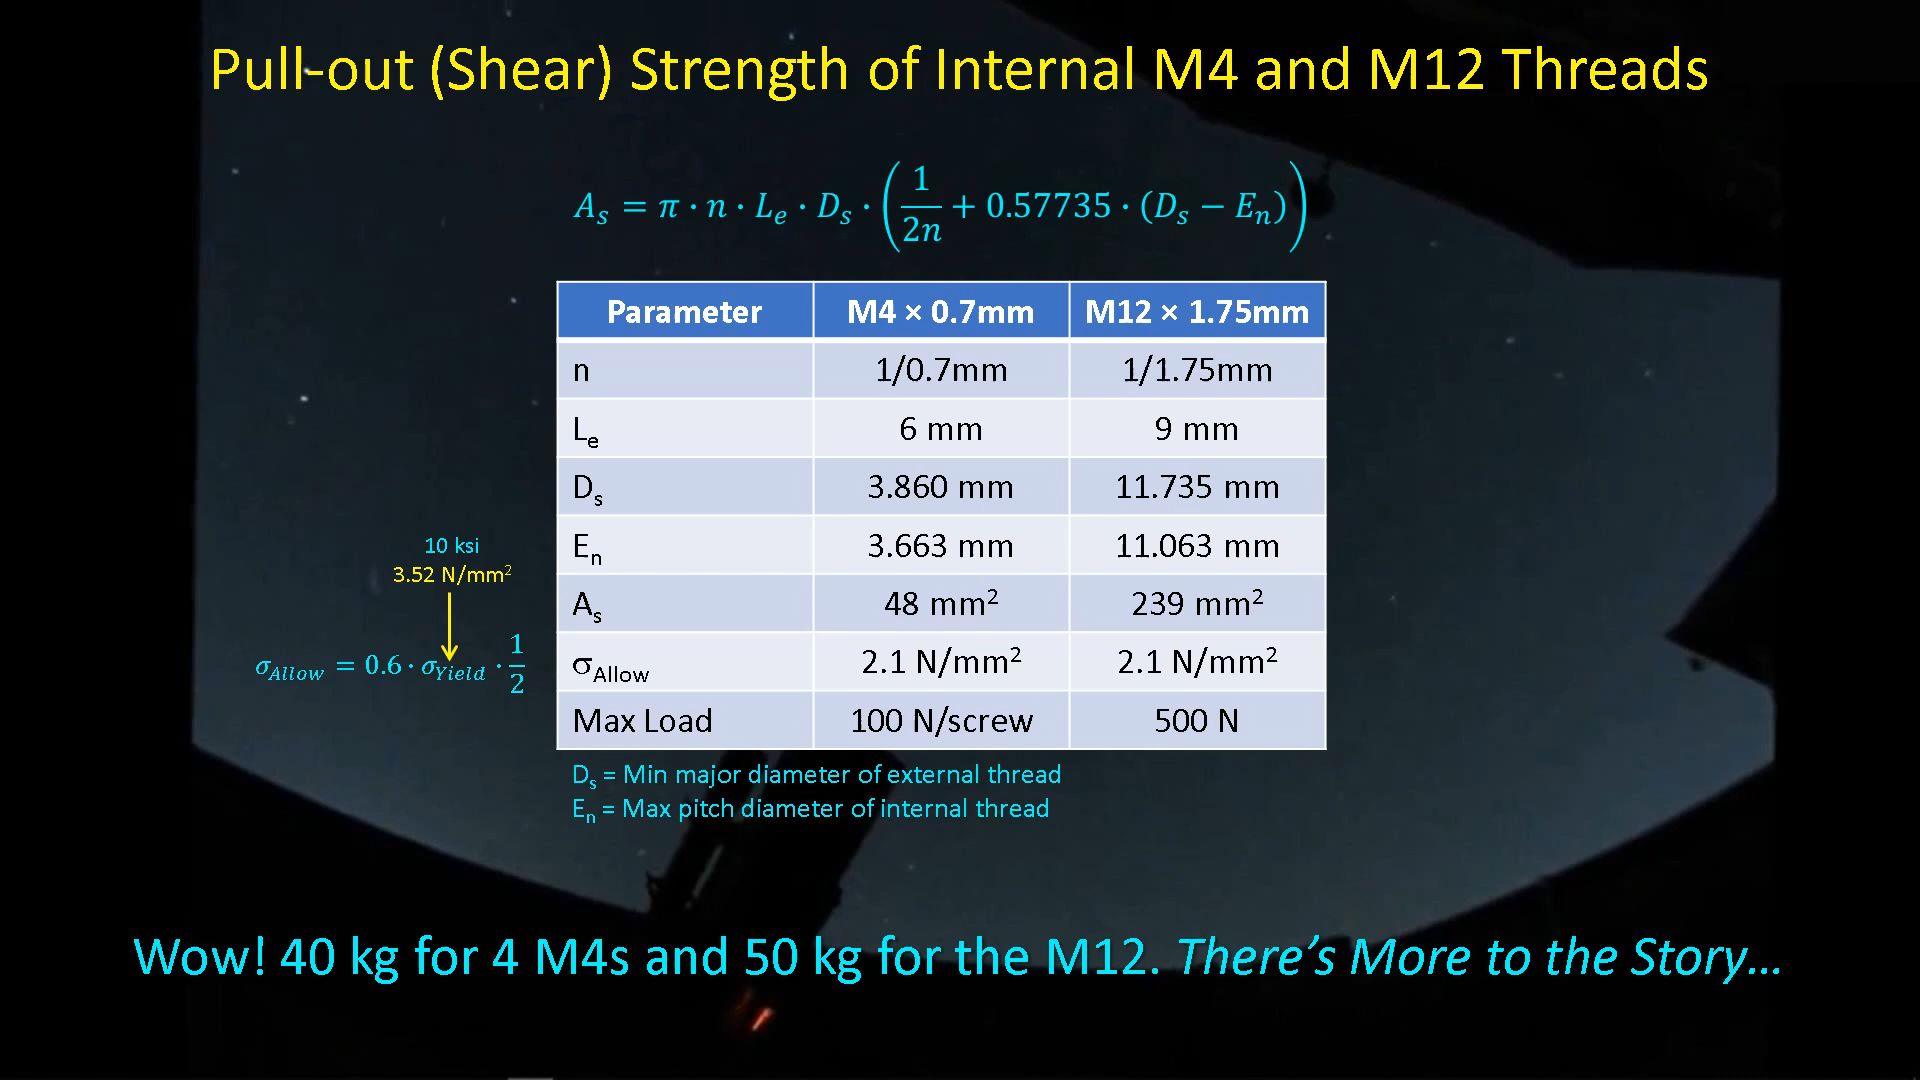 Pull-out (Shear) Strength of Internal M4 and M12 Threads
A_s = π · n · L_e · D_s · (1/2n + 0.57735 · (D_s − E_n))
Parameter M4 × 0.7mm M12 × 1.75mm
n 1/0.7mm 1/1.75mm
L_e 6 mm 9 mm
D_s 3.860 mm 11.735 mm
E_n 3.663 mm 11.063 mm
A_s 48 mm² 239 mm²
σ_Allow 2.1 N/mm² 2.1 N/mm²
Max Load 100 N/screw 500 N
10 ksi
3.52 N/mm²
σ_Allow = 0.6 · σ_Yield · 1/2
D_s = Min major diameter of external thread
E_n = Max pitch diameter of internal thread
Wow! 40 kg for 4 M4s and 50 kg for the M12. There’s More to the Story…